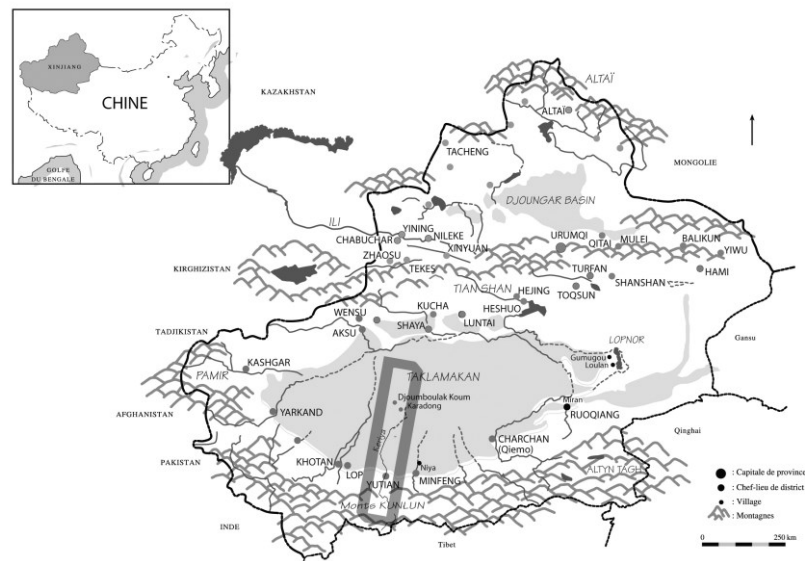 XINJIANG
CHINE
GOLFE
DU BENGALE
KAZAKHSTAN
ALTAÏ
ALTAÏ
TACHENG
MONGOLIE
DJOUNGAR BASIN
ILI
YINING
CHABUCHAR
NILEKE
XINYUAN
ZHAOSU
TEKES
URUMQI
QITAI
MULEI
BALIKUN
YIWU
KIRGHIZISTAN
TURFAN
HAMI
SHANSHAN
TIAN SHAN
HEJING
TOQSUN
HESHUO
WENSU
KUCHA
AKSU
SHAYA
LUNTAI
TADJIKISTAN
LOPNOR
Gansu
KASHGAR
Gumugou
Loulan
PAMIR
TAKLAMAKAN
Djoumboulak Koum
Karadong
Miran
AFGHANISTAN
YARKAND
RUOQIANG
Keriya
Qinghai
CHARCHAN
(Qiemo)
PAKISTAN
KHOTAN
LOP
Niya
ALTYN TAGH
YUTIAN
MINFENG
Monts KUNLUN
INDE
Tibet
: Capitale de province
: Chef-lieu de district
: Village
: Montagnes
0 250 km